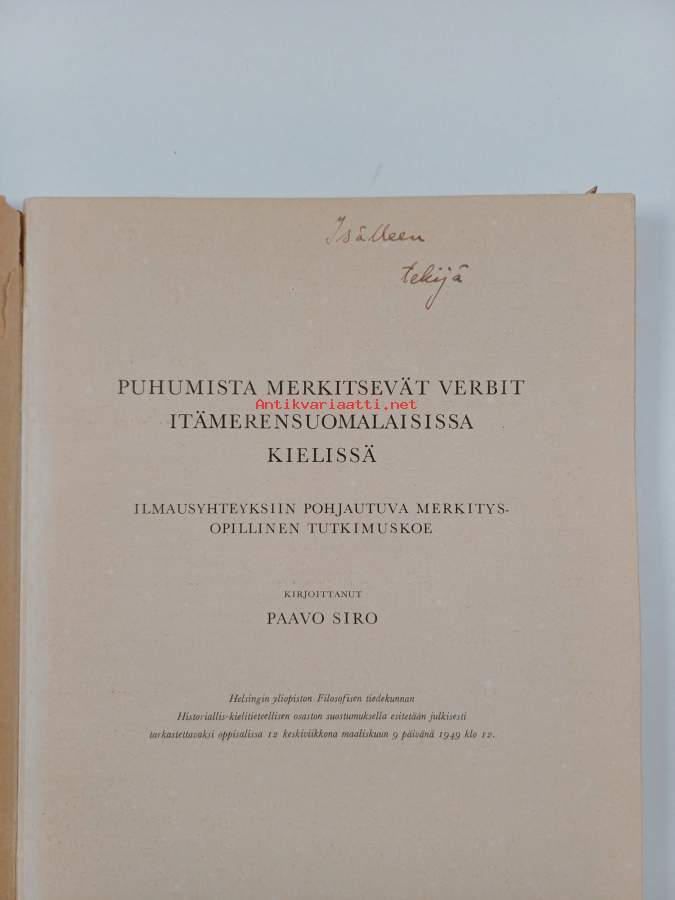 Isälleen
tekijä
PUHUMISTA MERKITSEVÄT VERBIT
Antikvariaatti.net
ITÄMERENSUOMALAISISSA
KIELISSÄ
ILMAUSYHTEYKSIIN POHJAUTUVA MERKITYS-
OPILLINEN TUTKIMUSKOE
KIRJOITTANUT
PAAVO SIRO
Helsingin yliopiston Filosofisen tiedekunnan
Historiallis-kielitieteellisen osaston suostumuksella esitetään julkisesti
tarkastettavaksi oppisalissa 12 keskiviikkona maaliskuun 9 päivänä 1949 klo 12.